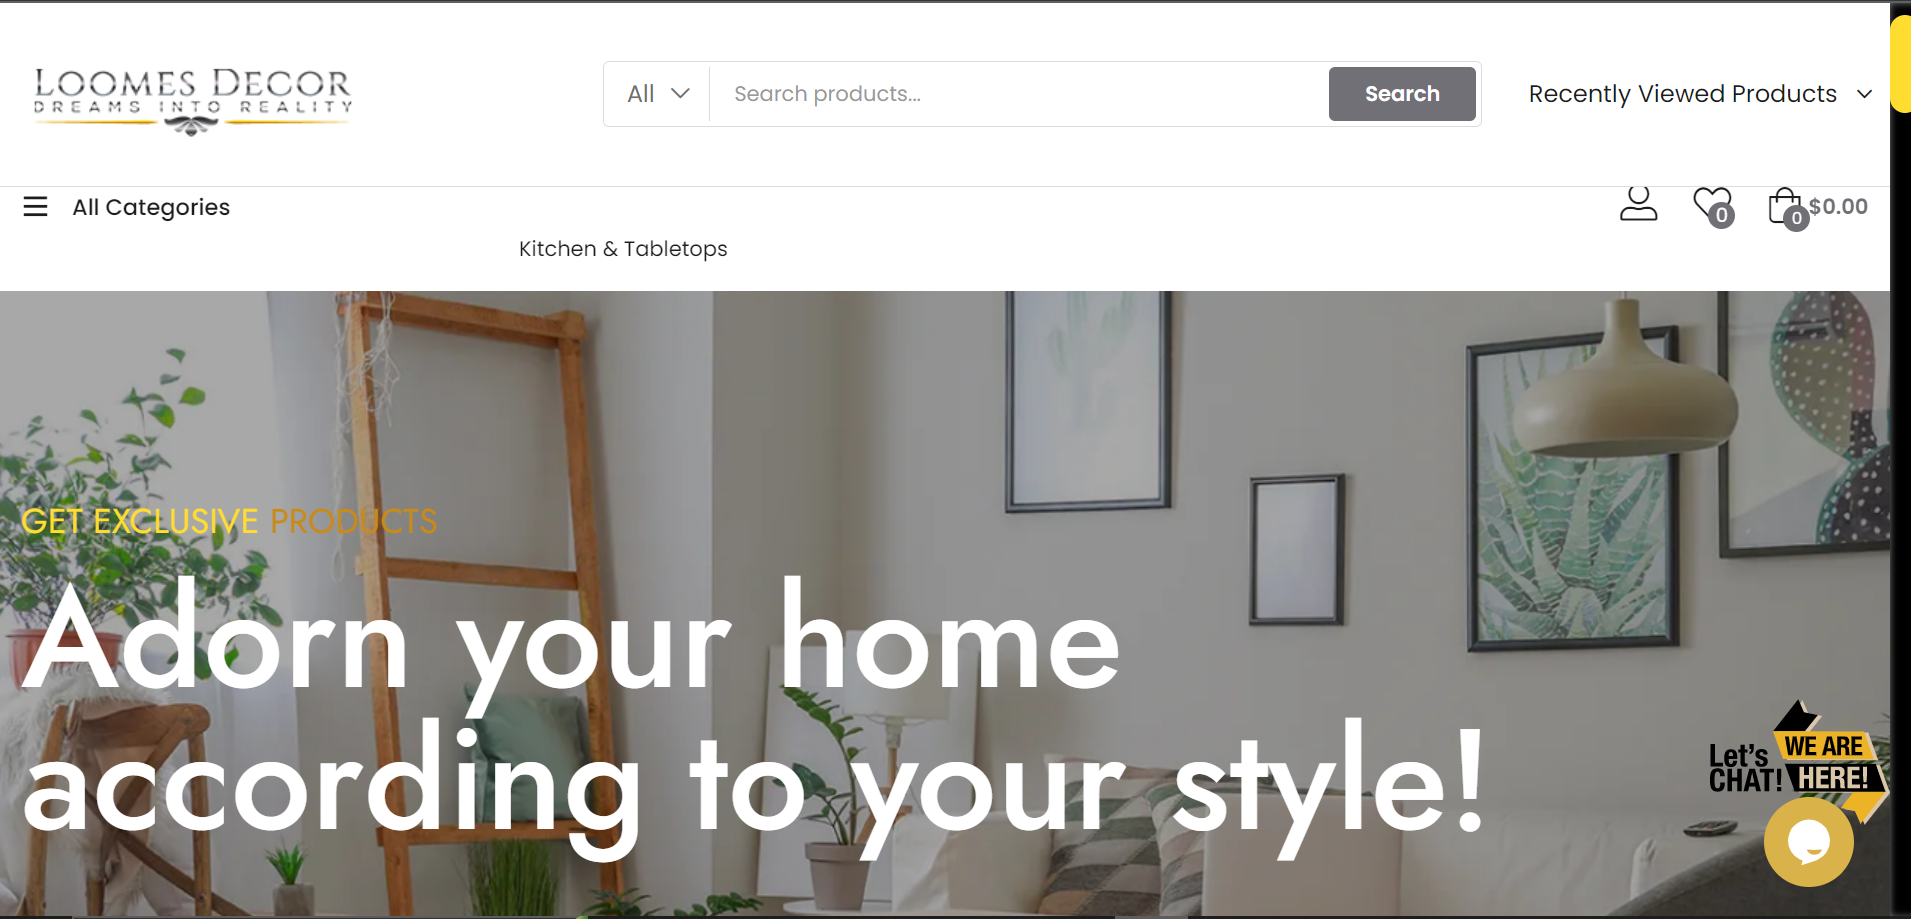 LOOMES DECOR
DREAMS INTO REALITY
All
Search products...
Search
Recently Viewed Products
All Categories
0
0
$0.00
Kitchen & Tabletops
GET EXCLUSIVE PRODUCTS
Adorn your home
according to your style!
Let's
CHAT!
WE ARE
HERE!